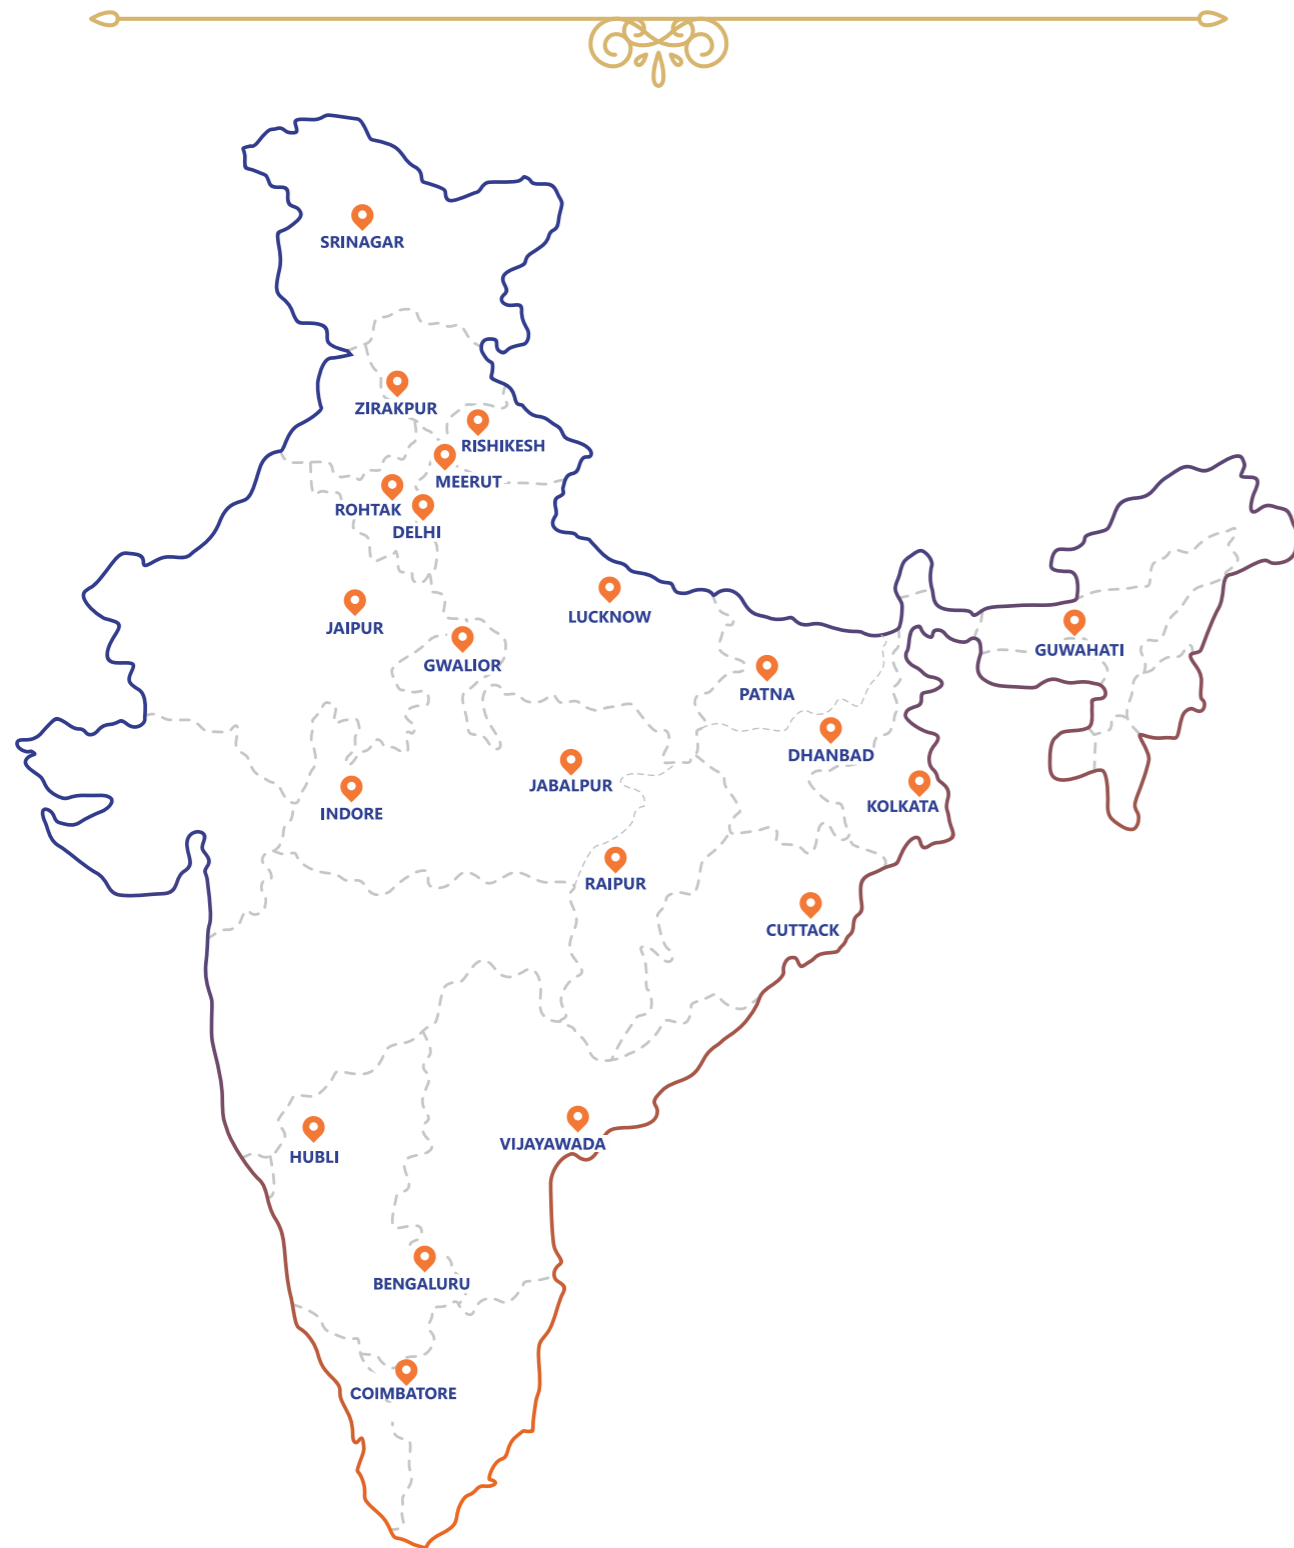 SRINAGAR
ZIRAKPUR
RISHIKESH
MEERUT
ROHTAK
DELHI
LUCKNOW
JAIPUR
GUWAHATI
GWALIOR
PATNA
DHANBAD
JABALPUR
KOLKATA
INDORE
RAIPUR
CUTTACK
VIJAYAWADA
HUBLI
BENGALURU
COIMBATORE